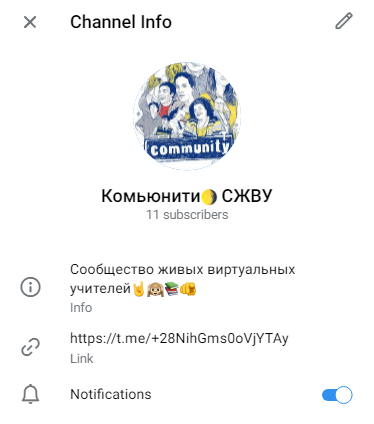 Channel Info
community
Комьюнити🌖 СЖВУ
11 subscribers
Сообщество живых виртуальных
учителей🤘🙉📚🫵
Info
https://t.me/+28NihGms0oVjYTAy
Link
Notifications